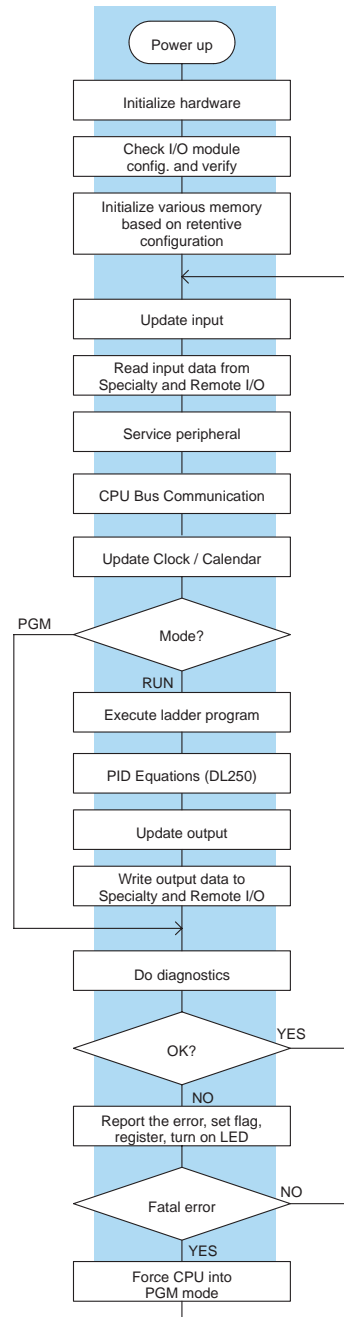 Power up
Initialize hardware
Check I/O module
config. and verify
Initialize various memory
based on retentive
configuration
Update input
Read input data from
Specialty and Remote I/O
Service peripheral
CPU Bus Communication
Update Clock / Calendar
PGM
Mode?
RUN
Execute ladder program
PID Equations (DL250)
Update output
Write output data to
Specialty and Remote I/O
Do diagnostics
YES
OK?
NO
Report the error, set flag,
register, turn on LED
NO
Fatal error
YES
Force CPU into
PGM mode